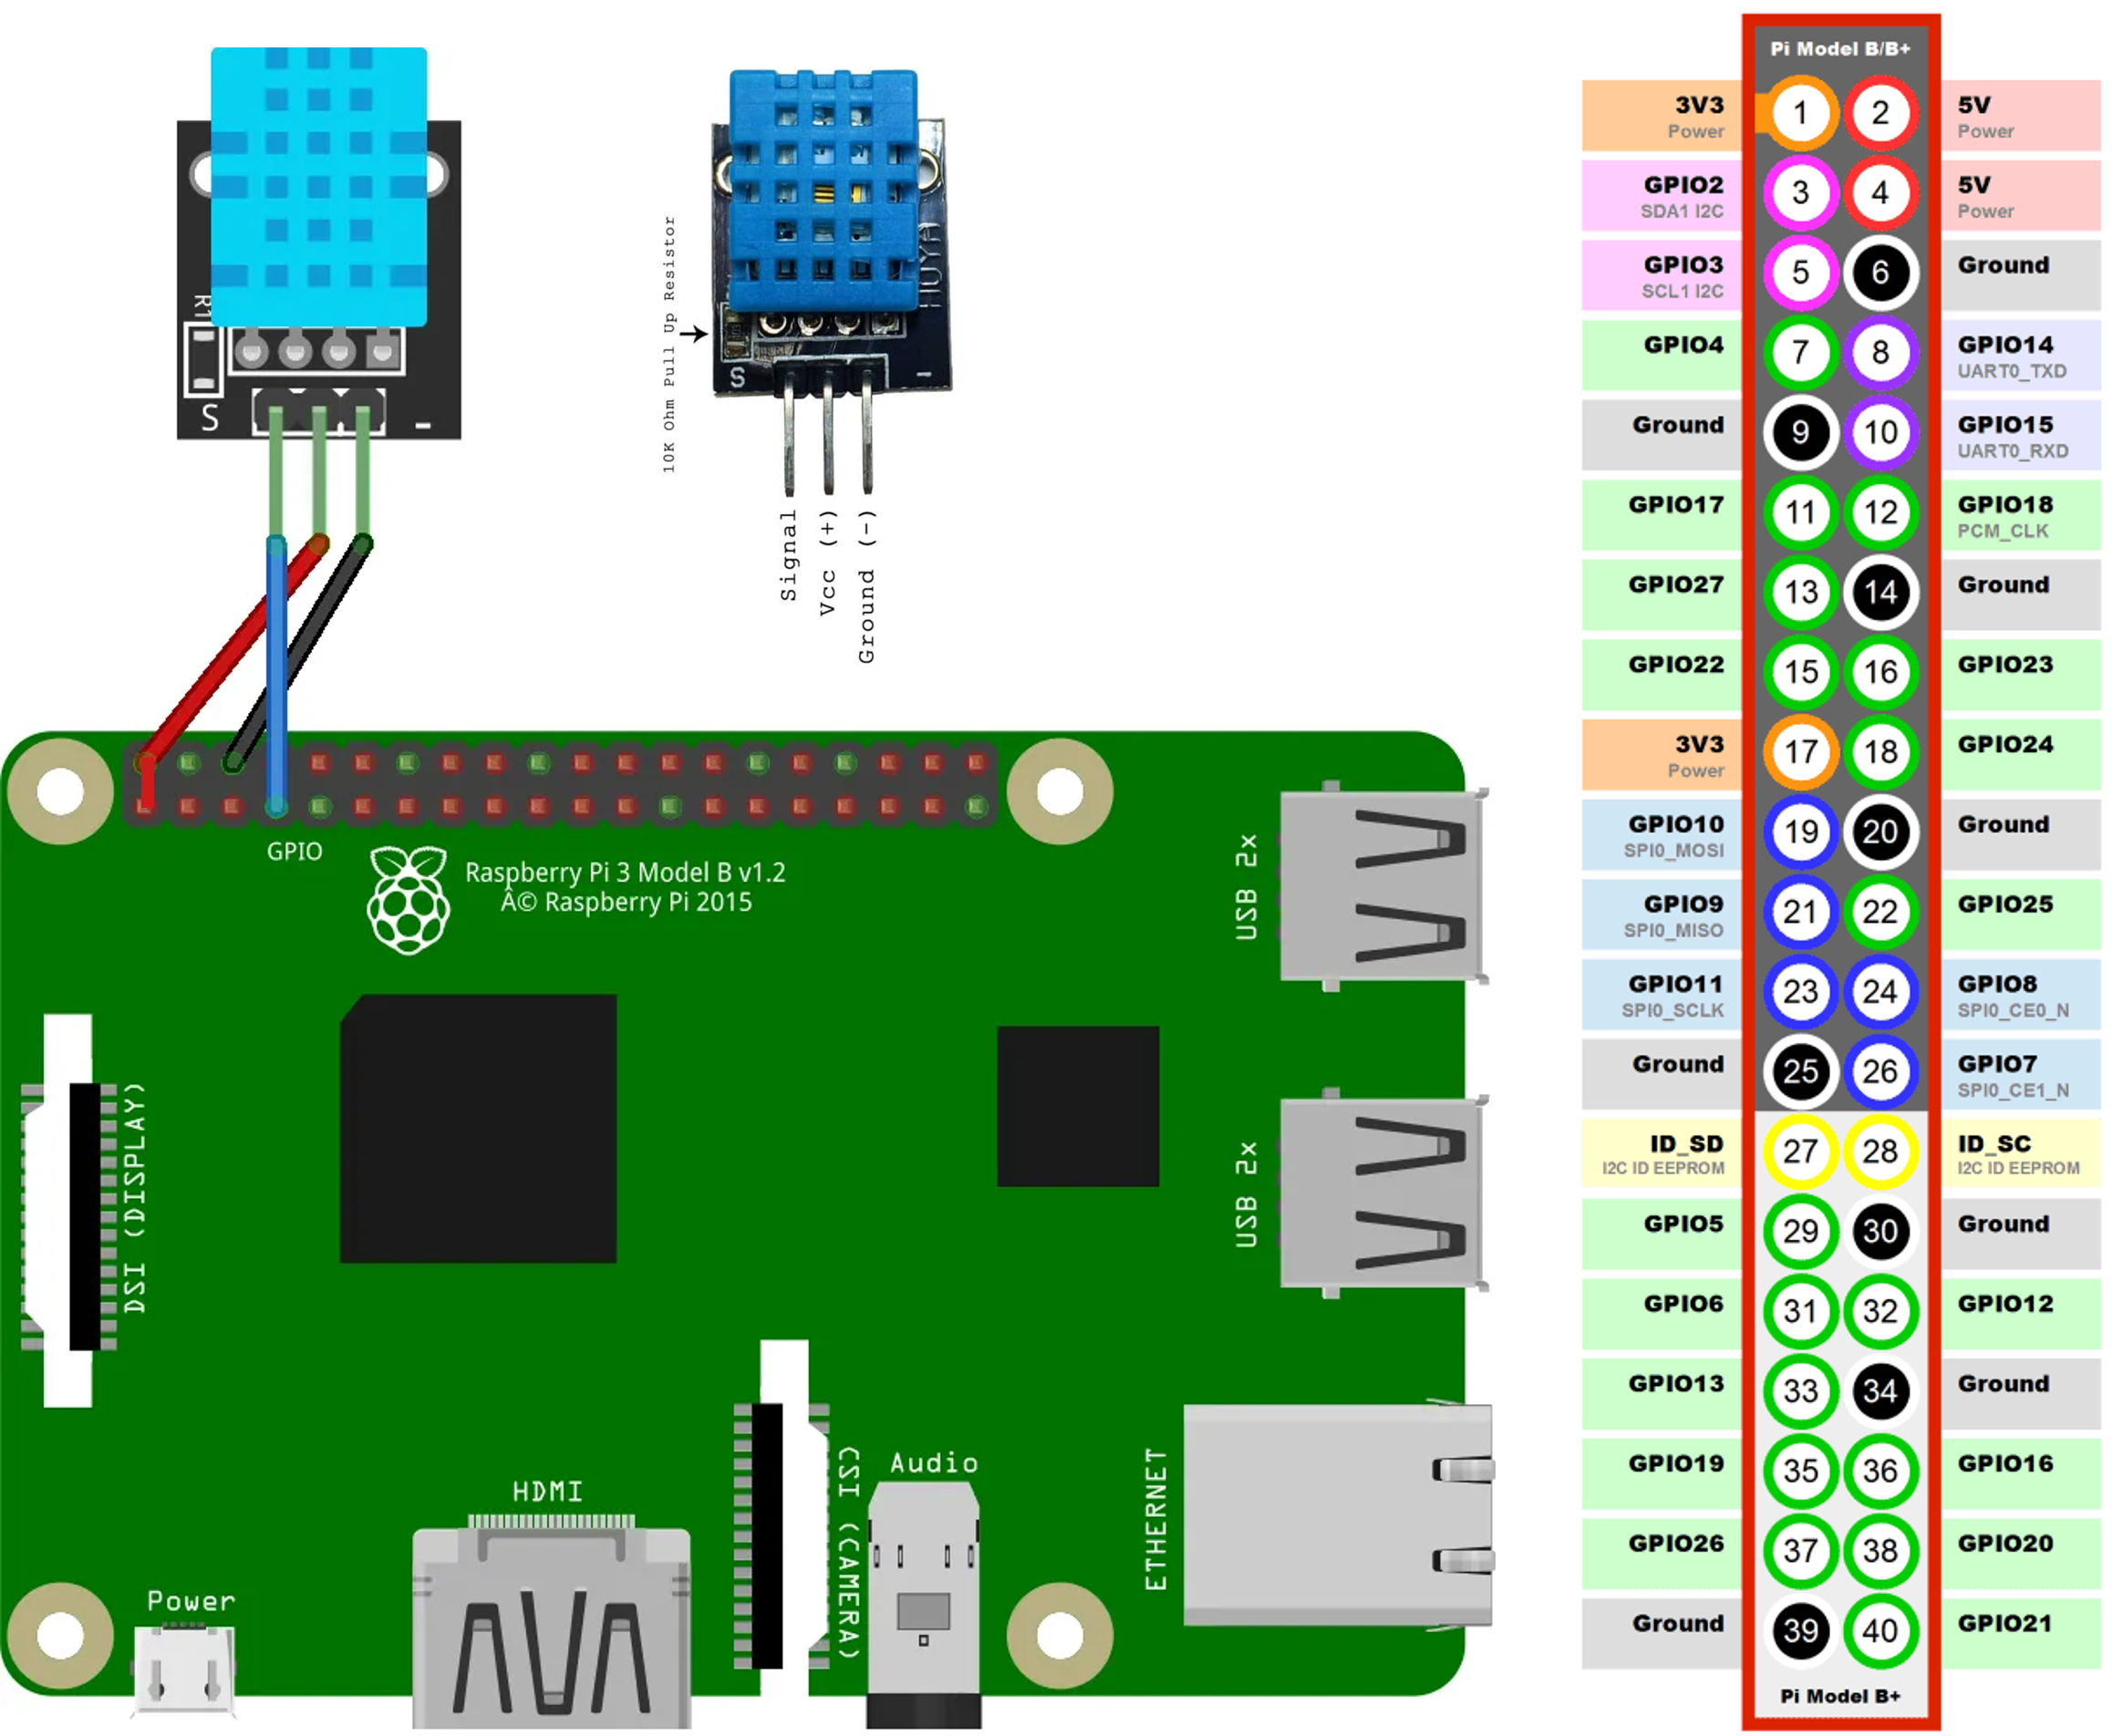 R1
S
-
10K Ohm Pull Up Resistor
S
-
Signal
Vcc (+)
Ground (-)
GPIO
Raspberry Pi 3 Model B v1.2
Â© Raspberry Pi 2015
USB 2x
USB 2x
DSI (DISPLAY)
CSI (CAMERA)
HDMI
Audio
ETHERNET
Power
Pi Model B/B+
3V3
Power
1
2
5V
Power
GPIO2
SDA1 I2C
3
4
5V
Power
GPIO3
SCL1 I2C
5
6
Ground
GPIO4
7
8
GPIO14
UART0_TXD
Ground
9
10
GPIO15
UART0_RXD
GPIO17
11
12
GPIO18
PCM_CLK
GPIO27
13
14
Ground
GPIO22
15
16
GPIO23
3V3
Power
17
18
GPIO24
GPIO10
SPI0_MOSI
19
20
Ground
GPIO9
SPI0_MISO
21
22
GPIO25
GPIO11
SPI0_SCLK
23
24
GPIO8
SPI0_CE0_N
Ground
25
26
GPIO7
SPI0_CE1_N
ID_SD
I2C ID EEPROM
27
28
ID_SC
I2C ID EEPROM
GPIO5
29
30
Ground
GPIO6
31
32
GPIO12
GPIO13
33
34
Ground
GPIO19
35
36
GPIO16
GPIO26
37
38
GPIO20
Ground
39
40
GPIO21
Pi Model B+